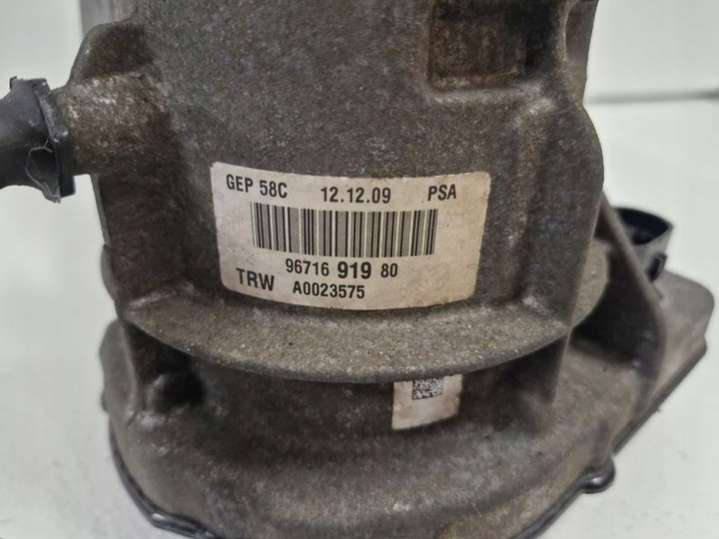 GEP 58C 12.12.09 PSA
96716 919 80
TRW A0023575